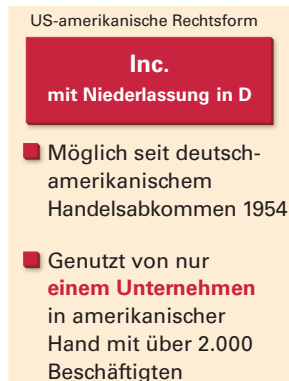 US-amerikanische Rechtsform
Inc.
mit Niederlassung in D
Möglich seit deutsch-
amerikanischem
Handelsabkommen 1954
Genutzt von nur
einem Unternehmen
in amerikanischer
Hand mit über 2.000
Beschäftigten